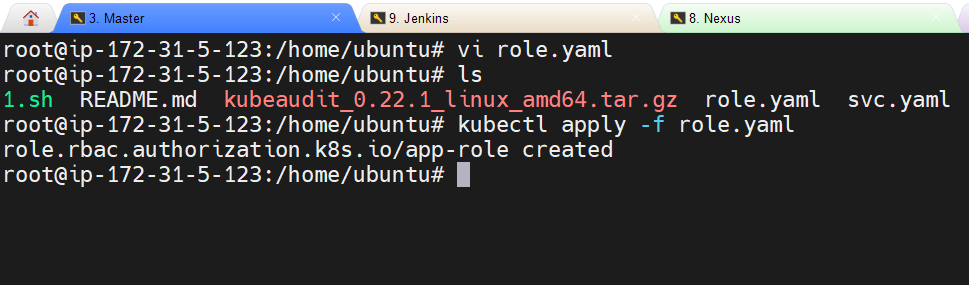 3. Master
9. Jenkins
8. Nexus
root@ip-172-31-5-123:/home/ubuntu# vi role.yaml
root@ip-172-31-5-123:/home/ubuntu# ls
1.sh  README.md  kubeaudit_0.22.1_linux_amd64.tar.gz  role.yaml  svc.yaml
root@ip-172-31-5-123:/home/ubuntu# kubectl apply -f role.yaml
role.rbac.authorization.k8s.io/app-role created
root@ip-172-31-5-123:/home/ubuntu#